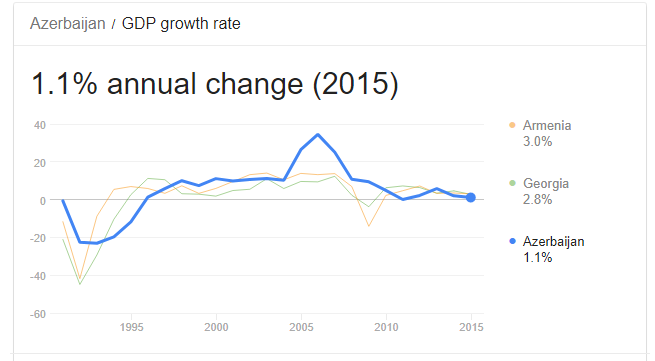 Azerbaijan / GDP growth rate
1.1% annual change (2015)
40
20
0
-20
-40
-60
1995
2000
2005
2010
2015
Armenia
3.0%
Georgia
2.8%
Azerbaijan
1.1%